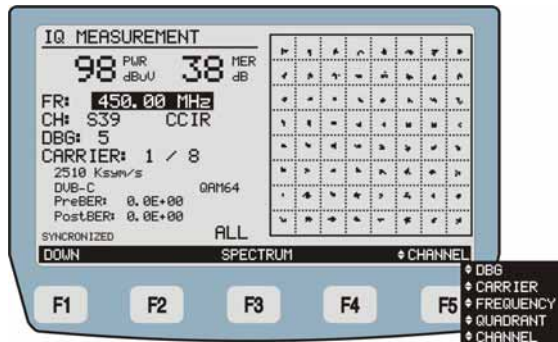 IQ MEASUREMENT
98 PWR dBuV 38 MER dB
FR: 450.00 MHz
CH: S39 CCIR
DBG: 5
CARRIER: 1 / 8
2510 Ksym/s
DVB-C QAM64
PreBER: 0.0E+00
PostBER: 0.0E+00
SYNCRONIZED ALL
DOWN SPECTRUM CHANNEL
F1 F2 F3 F4 F5
DBG
CARRIER
FREQUENCY
QUADRANT
CHANNEL